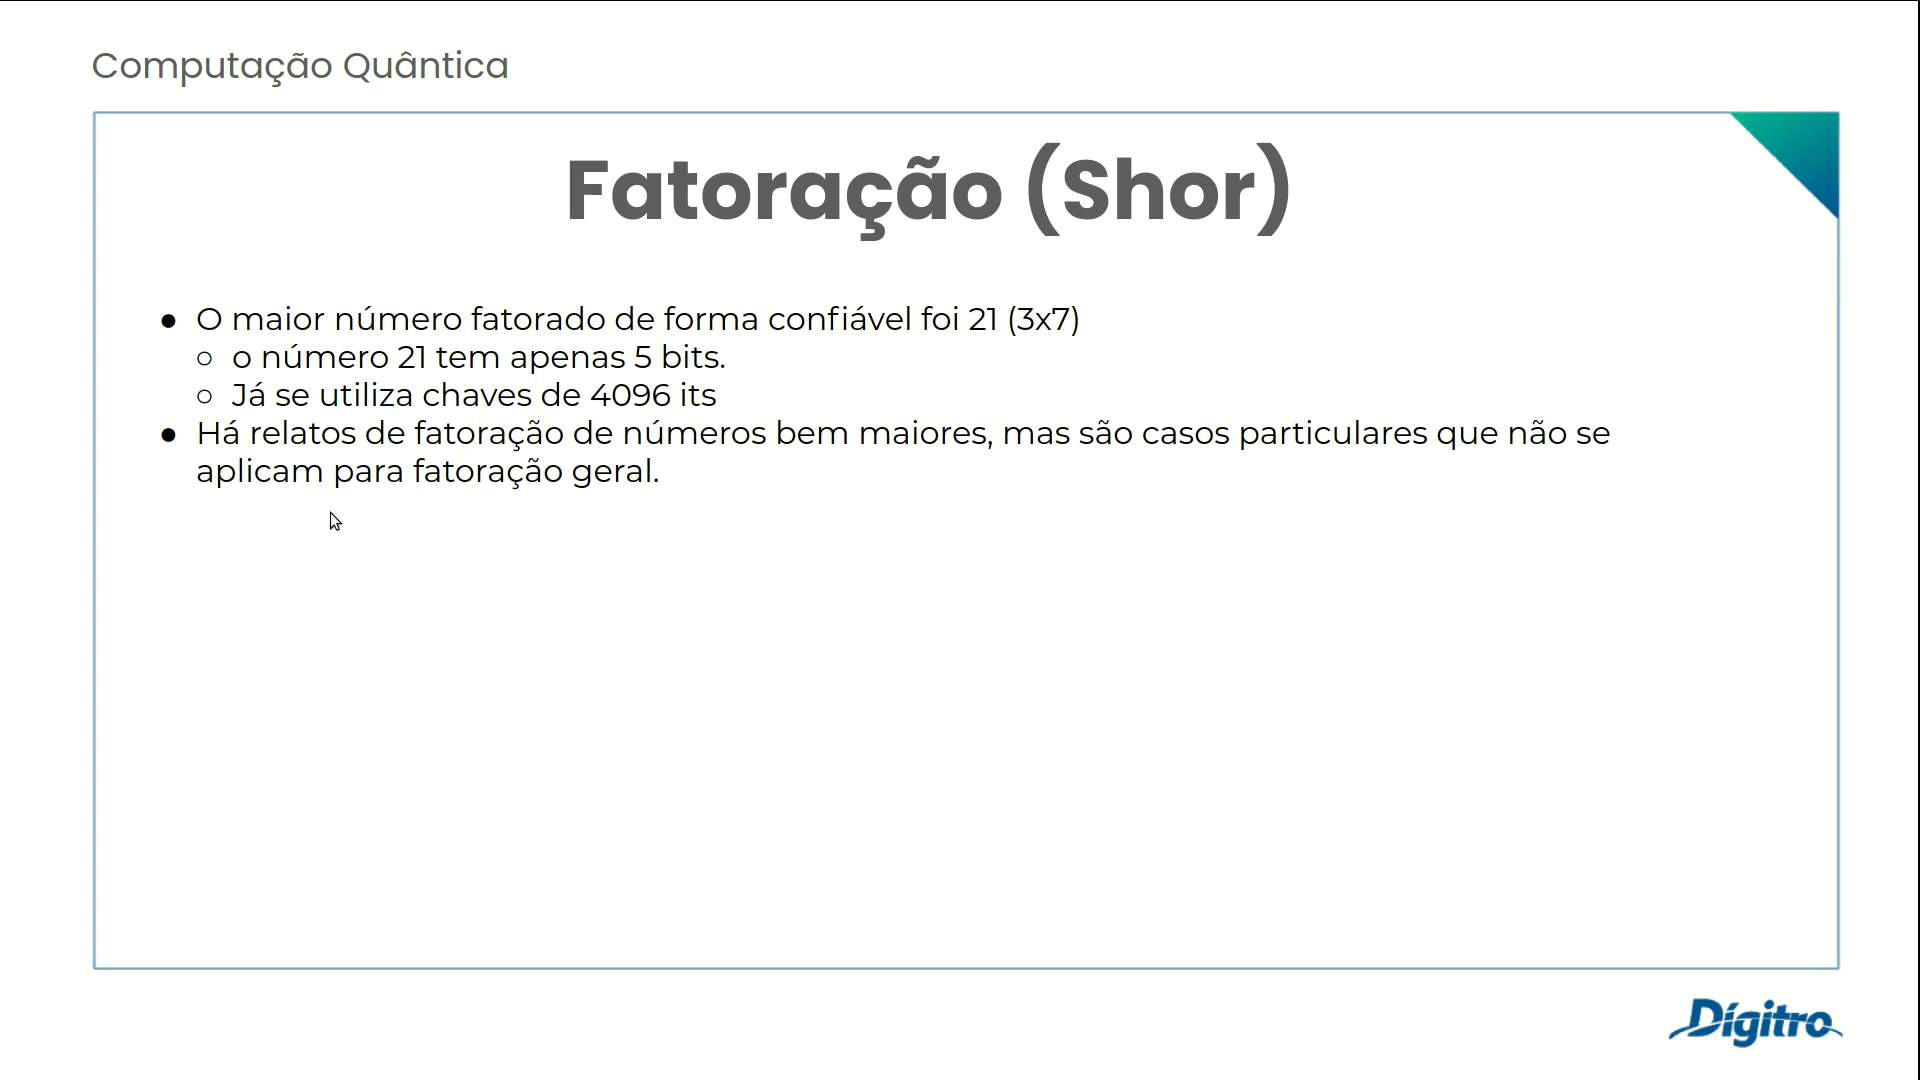 Computação Quântica
Fatoração (Shor)
● O maior número fatorado de forma confiável foi 21 (3x7)
○ o número 21 tem apenas 5 bits.
○ Já se utiliza chaves de 4096 its
● Há relatos de fatoração de números bem maiores, mas são casos particulares que não se
aplicam para fatoração geral.
Dígitro